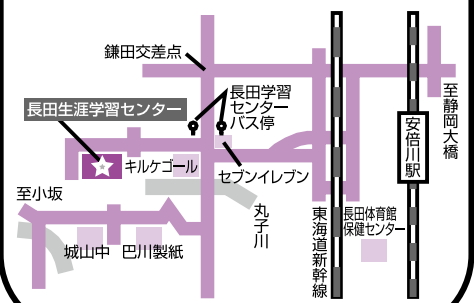 鎌田交差点
長田学習
センター
バス停
長田生涯学習センター
至静岡大橋
安倍川駅
キルケゴール
セブンイレブン
至小坂
丸子川
東海道新幹線
長田体育館
保健センター
城山中
巴川製紙